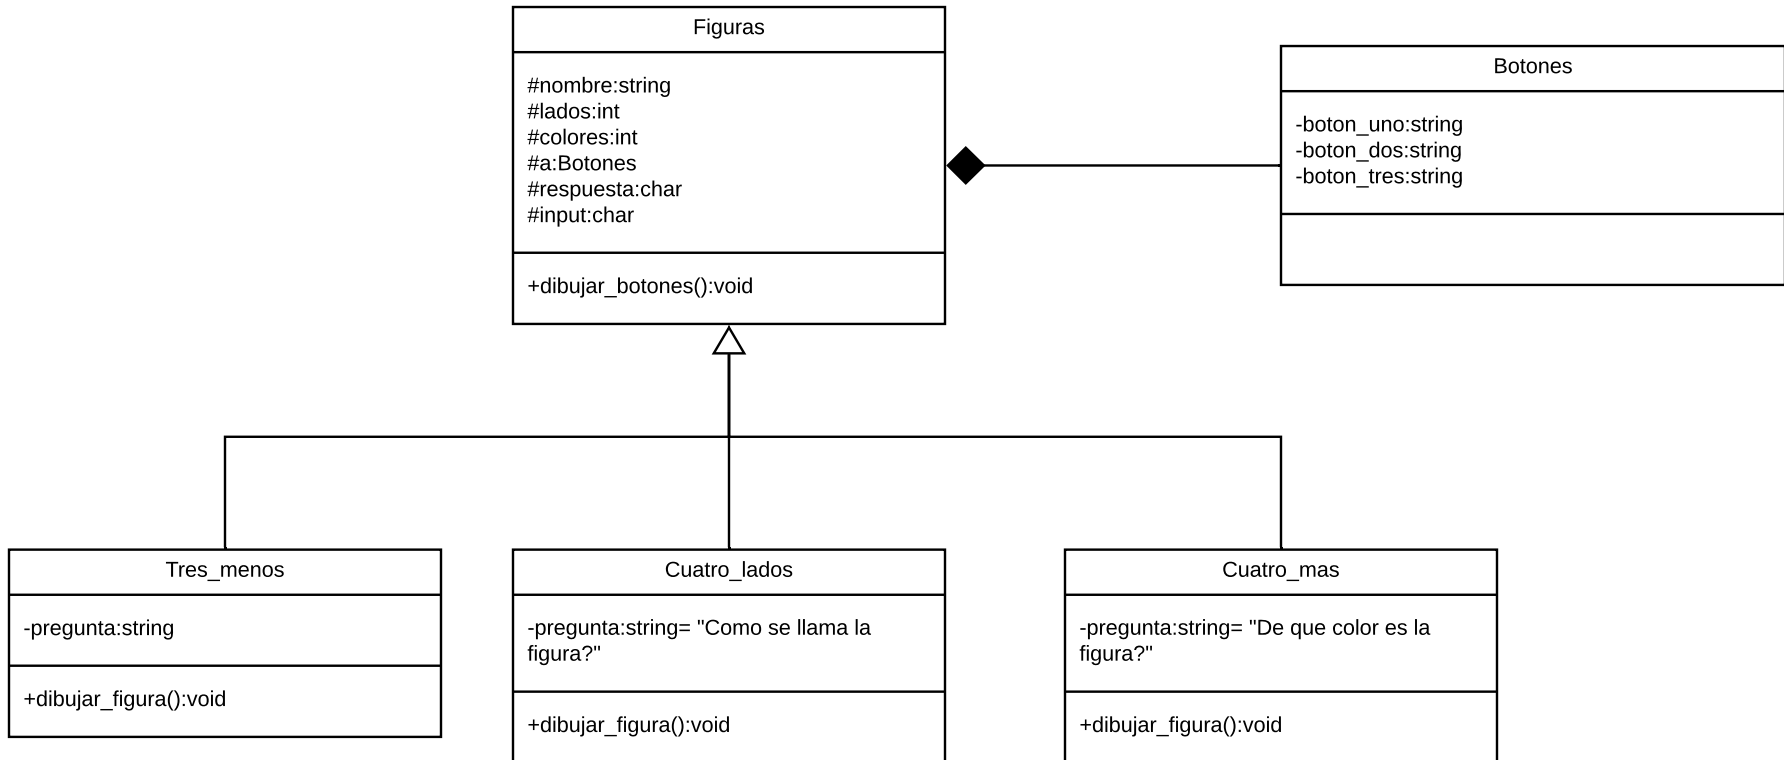 Figuras
#nombre:string
#lados:int
#colores:int
#a:Botones
#respuesta:char
#input:char
+dibujar_botones():void
Botones
-boton_uno:string
-boton_dos:string
-boton_tres:string
Tres_menos
-pregunta:string
+dibujar_figura():void
Cuatro_lados
-pregunta:string= "Como se llama la
figura?"
+dibujar_figura():void
Cuatro_mas
-pregunta:string= "De que color es la
figura?"
+dibujar_figura():void